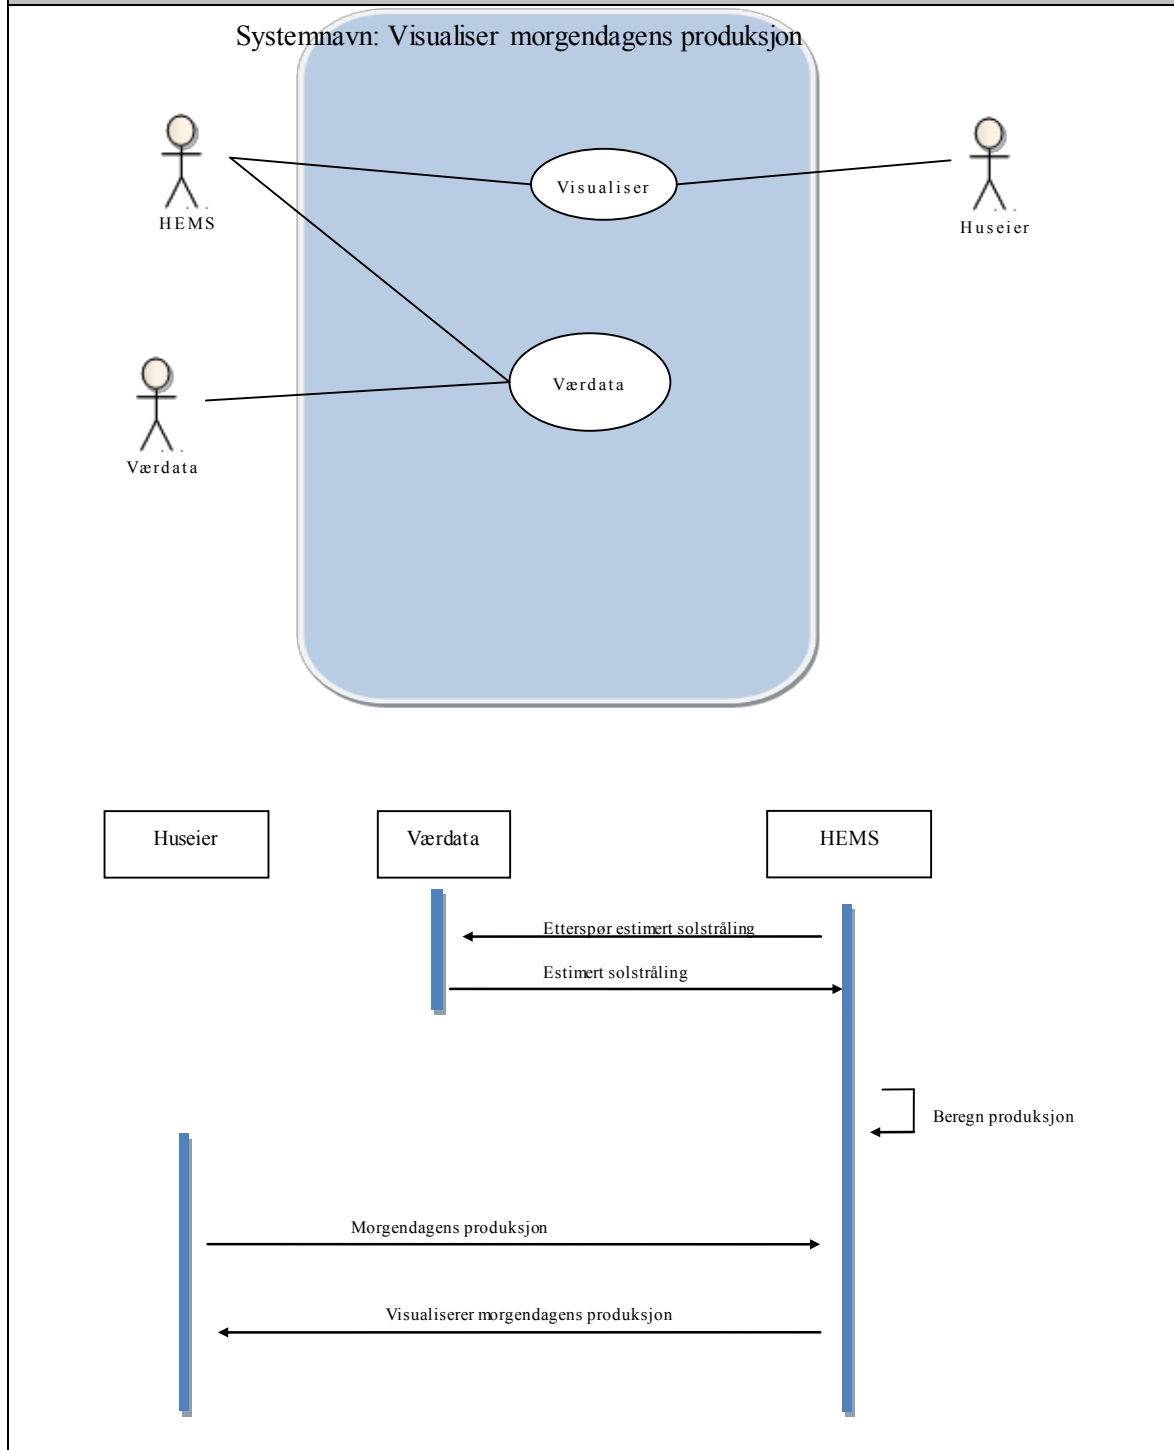 Systemnavn: Visualiser morgendagens produksjon
Visualiser
HEMS
Huseier
Værdata
Værdata
Huseier
Værdata
HEMS
Etterspør estimert solstråling
Estimert solstråling
Beregn produksjon
Morgendagens produksjon
Visualiserer morgendagens produksjon